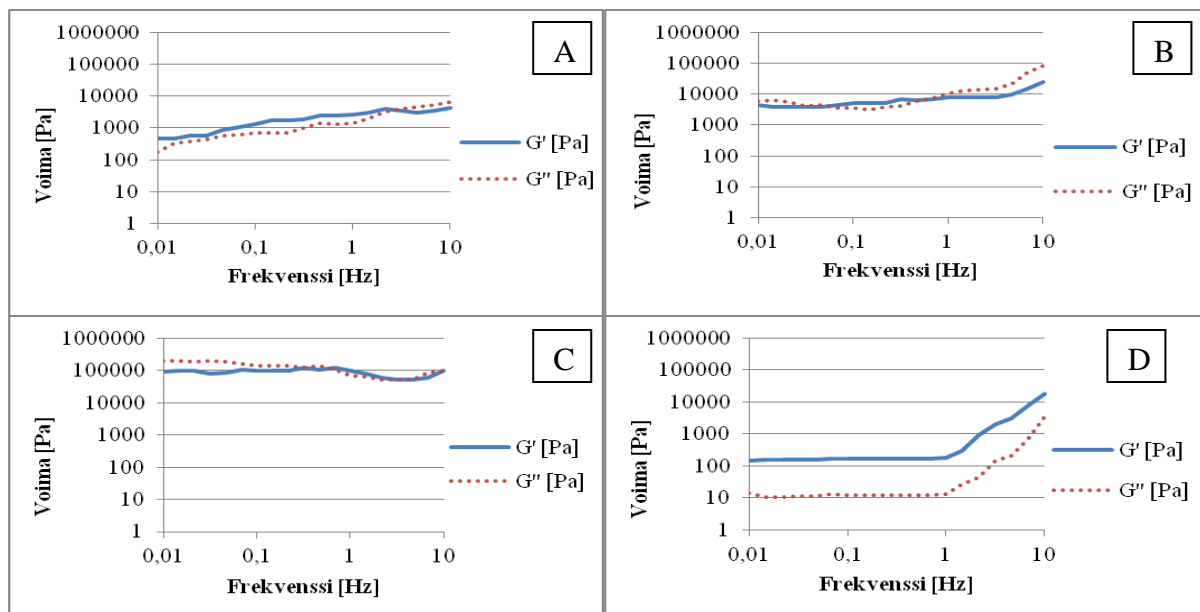 A
1000000
100000
10000
1000
100
10
1
Voima [Pa]
0,01 0,1 1 10
Frekvenssi [Hz]
G' [Pa]
G'' [Pa]
B
1000000
100000
10000
1000
100
10
1
Voima [Pa]
0,01 0,1 1 10
Frekvenssi [Hz]
G' [Pa]
G'' [Pa]
C
1000000
100000
10000
1000
100
10
1
Voima [Pa]
0,01 0,1 1 10
Frekvenssi [Hz]
G' [Pa]
G'' [Pa]
D
1000000
100000
10000
1000
100
10
1
Voima [Pa]
0,01 0,1 1 10
Frekvenssi [Hz]
G' [Pa]
G'' [Pa]